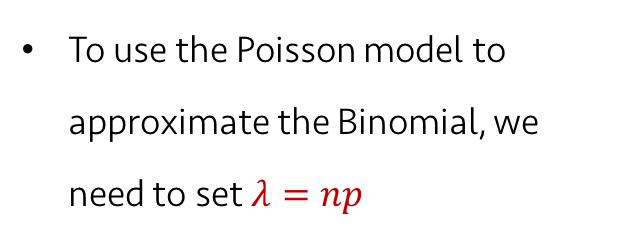 • To use the Poisson model to
approximate the Binomial, we
need to set λ = np